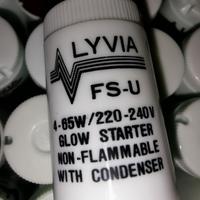 LYVIA
FS-U
4-65W/220-240V
GLOW STARTER
NON-FLAMMABLE
WITH CONDENSER